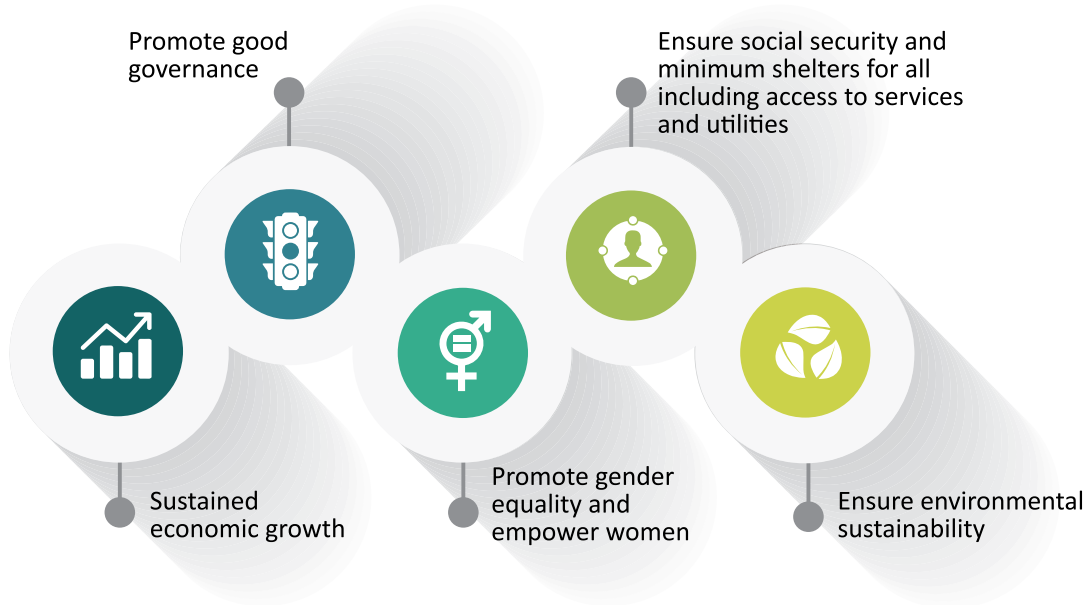 Promote good
governance
Ensure social security and
minimum shelters for all
including access to services
and utilities
Sustained
economic growth
Promote gender
equality and
empower women
Ensure environmental
sustainability